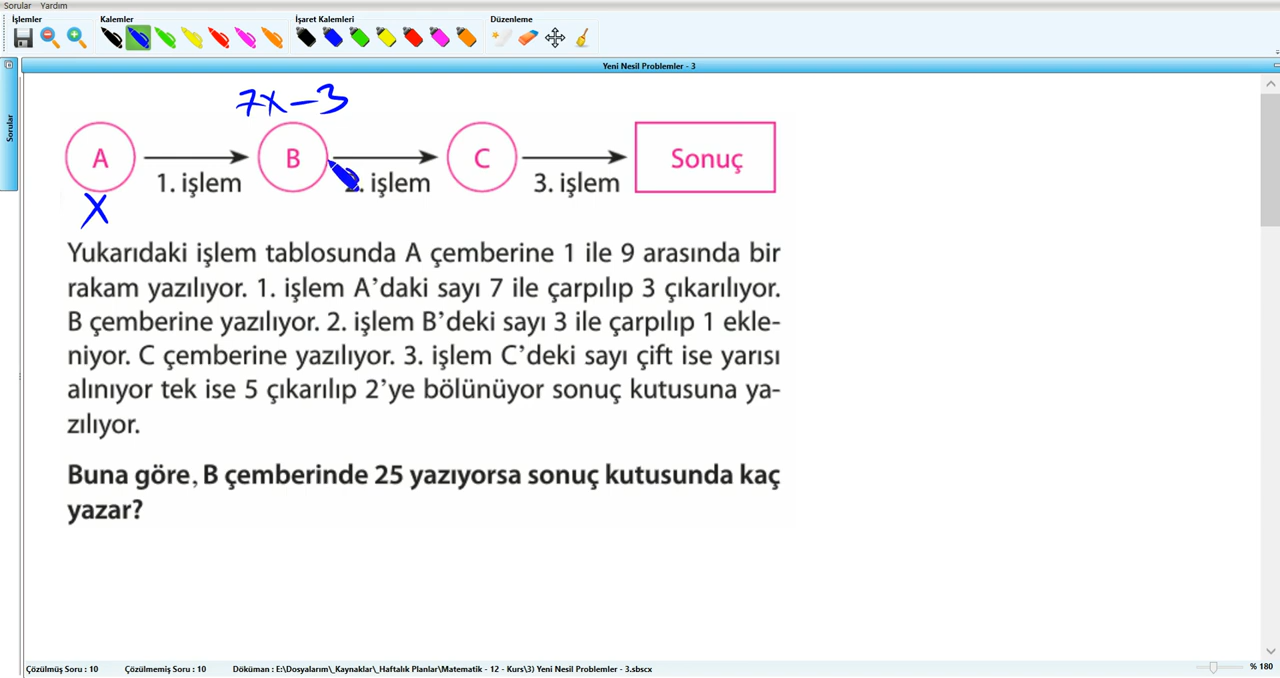 Sorular Yardım
İşlemler Kalemler İşaret Kalemleri Düzenleme
Yeni Nesil Problemler - 3
Sorular
7x-3
A B C Sonuç
1. işlem . işlem 3. işlem
x
Yukarıdaki işlem tablosunda A çemberine 1 ile 9 arasında bir
rakam yazılıyor. 1. işlem A’daki sayı 7 ile çarpılıp 3 çıkarılıyor.
B çemberine yazılıyor. 2. işlem B’deki sayı 3 ile çarpılıp 1 ekle-
niyor. C çemberine yazılıyor. 3. işlem C’deki sayı çift ise yarısı
alınıyor tek ise 5 çıkarılıp 2’ye bölünüyor sonuç kutusuna ya-
zılıyor.
Buna göre, B çemberinde 25 yazıyorsa sonuç kutusunda kaç
yazar?
Çözülmüş Soru : 10 Çözülmemiş Soru : 10 Döküman : E:\Dosyalarım\_Kaynaklar\_Haftalık Planlar\Matematik - 12 - Kurs\3) Yeni Nesil Problemler - 3.sbscx % 180